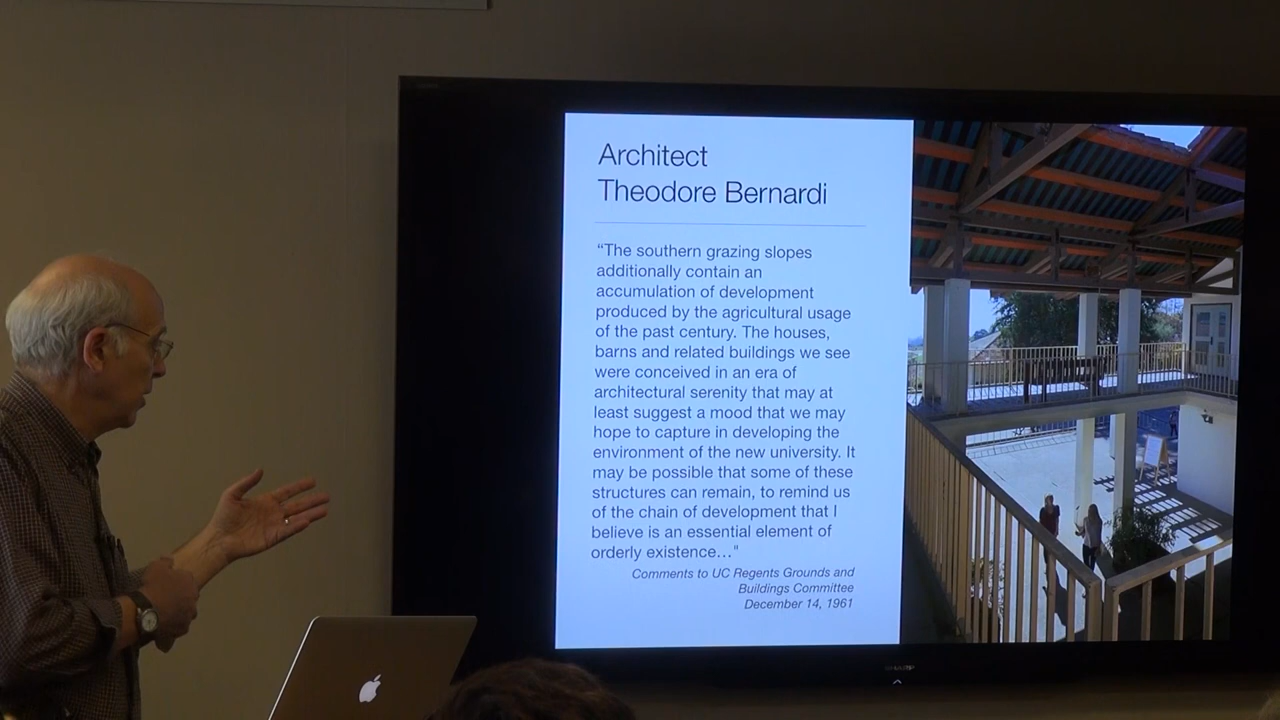 Architect
Theodore Bernardi
“The southern grazing slopes
additionally contain an
accumulation of development
produced by the agricultural usage
of the past century. The houses,
barns and related buildings we see
were conceived in an era of
architectural serenity that may at
least suggest a mood that we may
hope to capture in developing the
environment of the new university. It
may be possible that some of these
structures can remain, to remind us
of the chain of development that I
believe is an essential element of
orderly existence…"
Comments to UC Regents Grounds and
Buildings Committee
December 14, 1961
SHARP